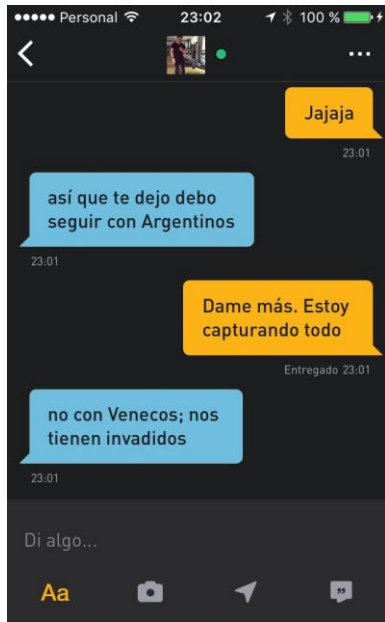 Personal 23:02 100 %
Jajaja
23:01
así que te dejo debo
seguir con Argentinos
23:01
Dame más. Estoy
capturando todo
Entregado 23:01
no con Venecos; nos
tienen invadidos
23:01
Di algo...
Aa